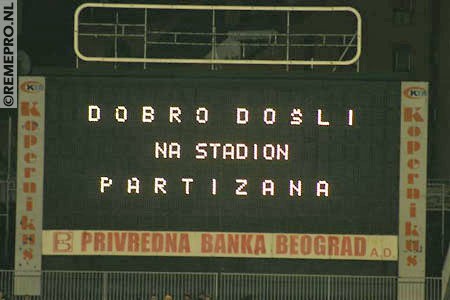 ©REMEPRO.NL
DOBRO DOŠLI
NA STADION
PARTIZANA
Kopernikus
Kopernikus
PRIVREDNA BANKA BEOGRAD A.D.